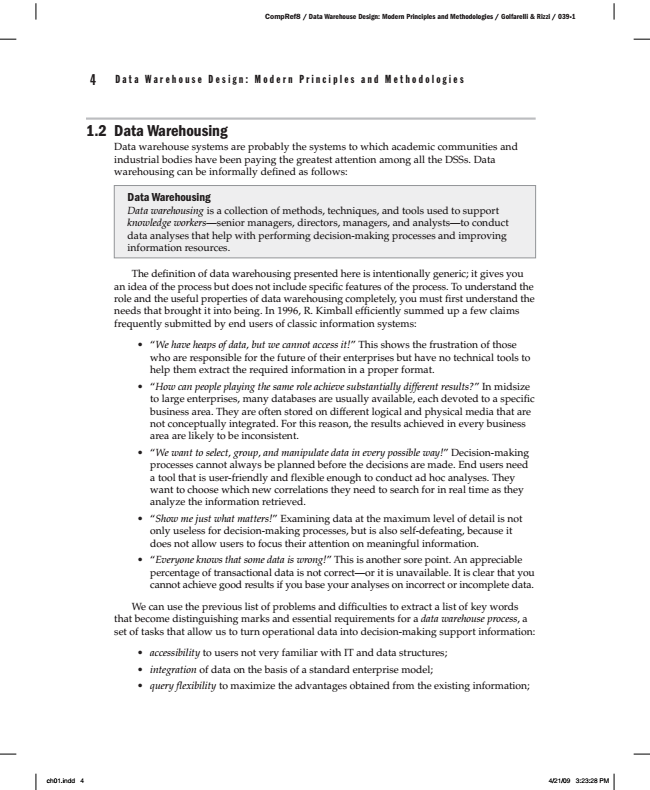 CompRef8 / Data Warehouse Design: Modern Principles and Methodologies / Golfarelli & Rizzi / 039-1
4 Data Warehouse Design: Modern Principles and Methodologies
1.2 Data Warehousing
Data warehouse systems are probably the systems to which academic communities and
industrial bodies have been paying the greatest attention among all the DSSs. Data
warehousing can be informally defined as follows:
Data Warehousing
Data warehousing is a collection of methods, techniques, and tools used to support
knowledge workers—senior managers, directors, managers, and analysts—to conduct
data analyses that help with performing decision-making processes and improving
information resources.
The definition of data warehousing presented here is intentionally generic; it gives you
an idea of the process but does not include specific features of the process. To understand the
role and the useful properties of data warehousing completely, you must first understand the
needs that brought it into being. In 1996, R. Kimball efficiently summed up a few claims
frequently submitted by end users of classic information systems:
• “We have heaps of data, but we cannot access it!” This shows the frustration of those
who are responsible for the future of their enterprises but have no technical tools to
help them extract the required information in a proper format.
• “How can people playing the same role achieve substantially different results?” In midsize
to large enterprises, many databases are usually available, each devoted to a specific
business area. They are often stored on different logical and physical media that are
not conceptually integrated. For this reason, the results achieved in every business
area are likely to be inconsistent.
• “We want to select, group, and manipulate data in every possible way!” Decision-making
processes cannot always be planned before the decisions are made. End users need
a tool that is user-friendly and flexible enough to conduct ad hoc analyses. They
want to choose which new correlations they need to search for in real time as they
analyze the information retrieved.
• “Show me just what matters!” Examining data at the maximum level of detail is not
only useless for decision-making processes, but is also self-defeating, because it
does not allow users to focus their attention on meaningful information.
• “Everyone knows that some data is wrong!” This is another sore point. An appreciable
percentage of transactional data is not correct—or it is unavailable. It is clear that you
cannot achieve good results if you base your analyses on incorrect or incomplete data.
We can use the previous list of problems and difficulties to extract a list of key words
that become distinguishing marks and essential requirements for a data warehouse process, a
set of tasks that allow us to turn operational data into decision-making support information:
• accessibility to users not very familiar with IT and data structures;
• integration of data on the basis of a standard enterprise model;
• query flexibility to maximize the advantages obtained from the existing information;
ch01.indd 4
4/21/09 3:23:28 PM